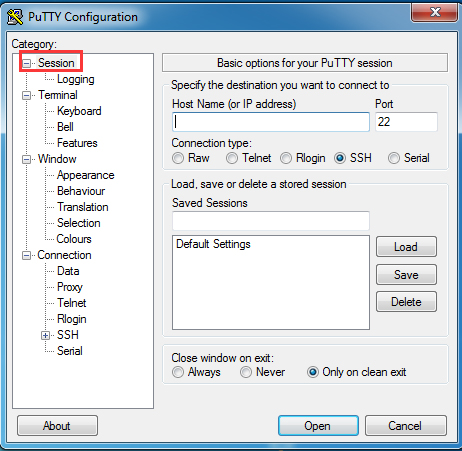 PuTTY Configuration
Category:
Session
Logging
Terminal
Keyboard
Bell
Features
Window
Appearance
Behaviour
Translation
Selection
Colours
Connection
Data
Proxy
Telnet
Rlogin
SSH
Serial
Basic options for your PuTTY session
Specify the destination you want to connect to
Host Name (or IP address) Port
22
Connection type:
Raw Telnet Rlogin SSH Serial
Load, save or delete a stored session
Saved Sessions
Default Settings
Load
Save
Delete
Close window on exit:
Always Never Only on clean exit
About Open Cancel